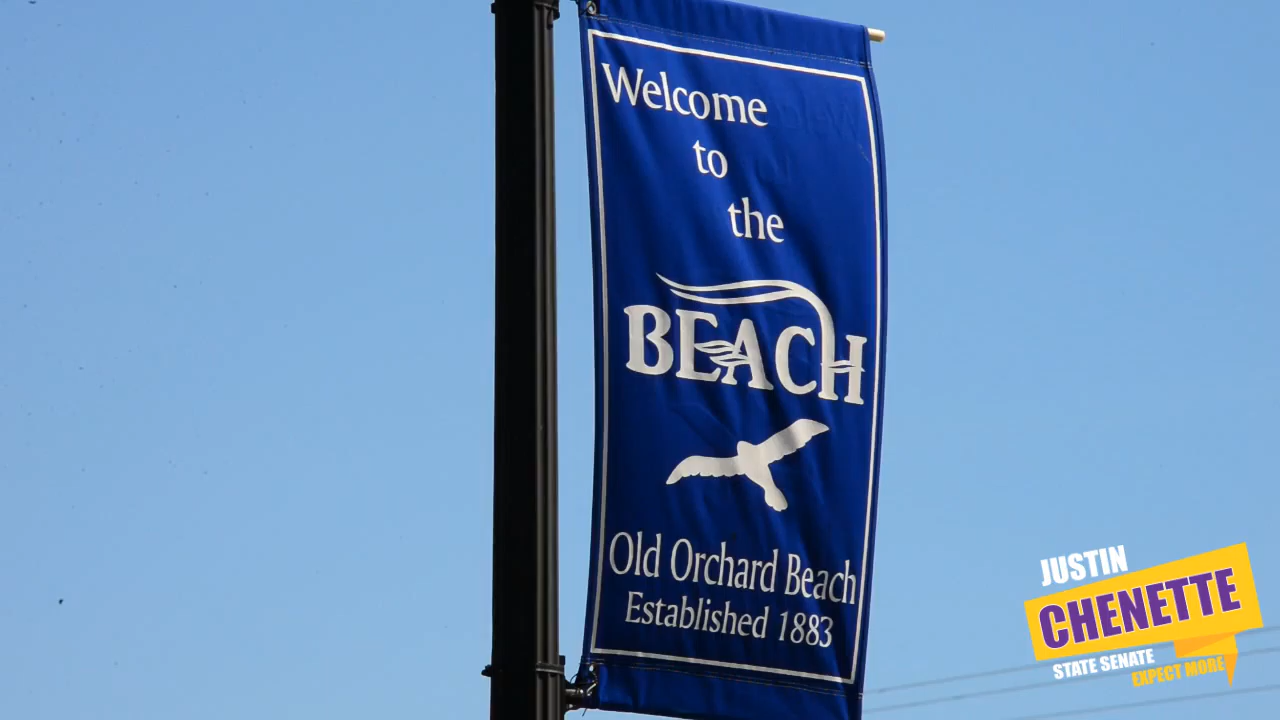 Welcome
to
the
BEACH
Old Orchard Beach
Established 1883
JUSTIN
CHENETTE
STATE SENATE
EXPECT MORE